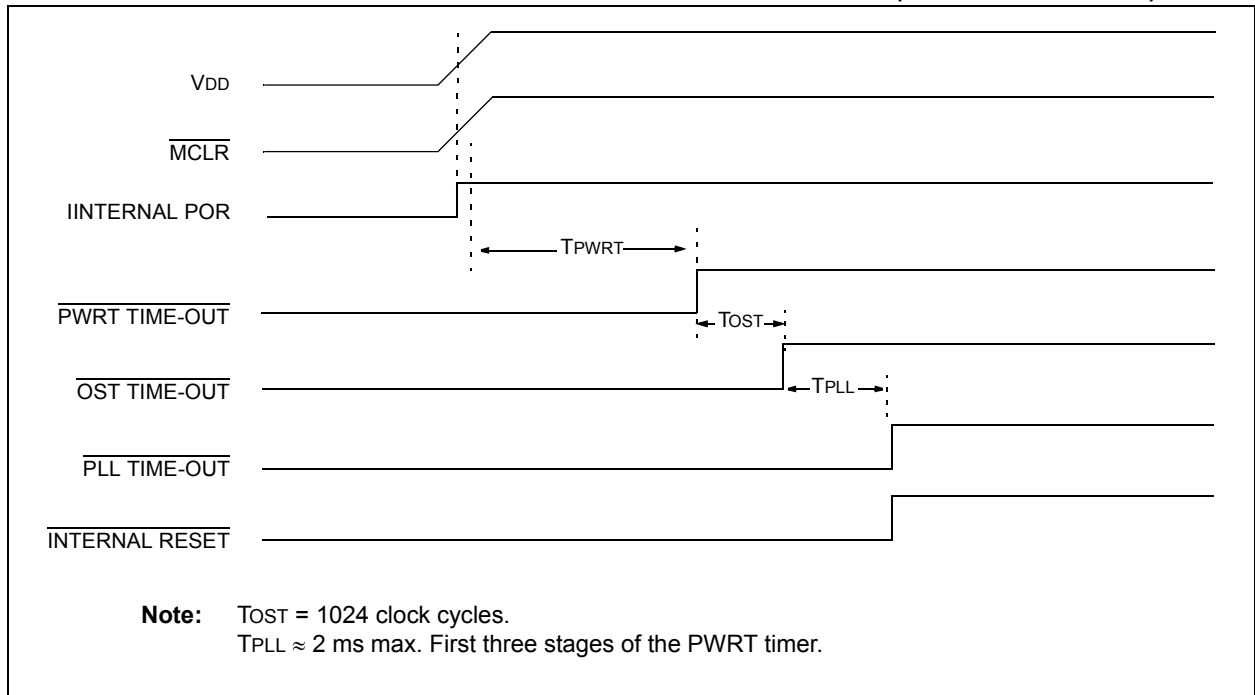 VDD
MCLR
IINTERNAL POR
TPWRT
PWRT TIME-OUT
TOST
OST TIME-OUT
TPLL
PLL TIME-OUT
INTERNAL RESET
Note: TOST = 1024 clock cycles.
TPLL ≈ 2 ms max. First three stages of the PWRT timer.